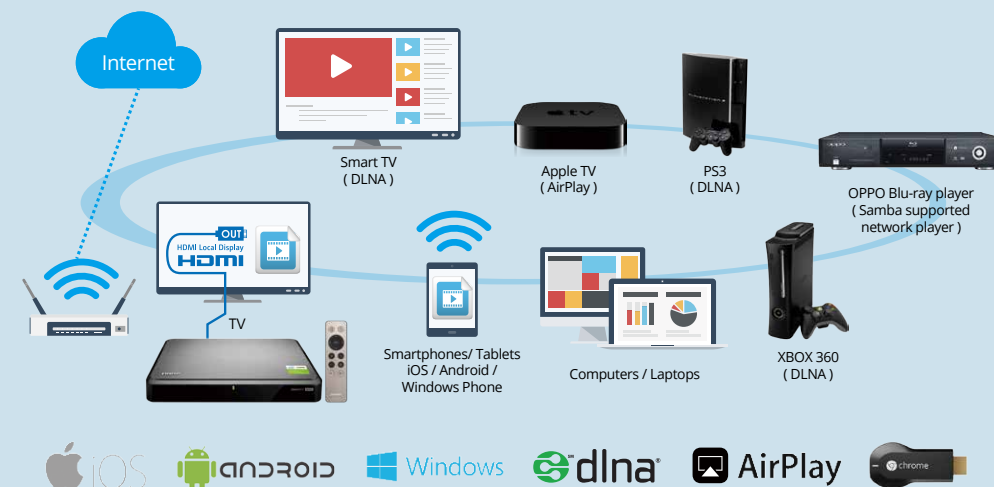 Internet
Smart TV
( DLNA )
tv
Apple TV
( AirPlay )
PS3
( DLNA )
OPPO Blu-ray player
( Samba supported
network player )
OUT
HDMI Local Display
HDMI
TV
Smartphones/ Tablets
iOS / Android /
Windows Phone
Computers / Laptops
XBOX 360
( DLNA )
iOS
ANDROID
Windows
dlna
AirPlay
chrome